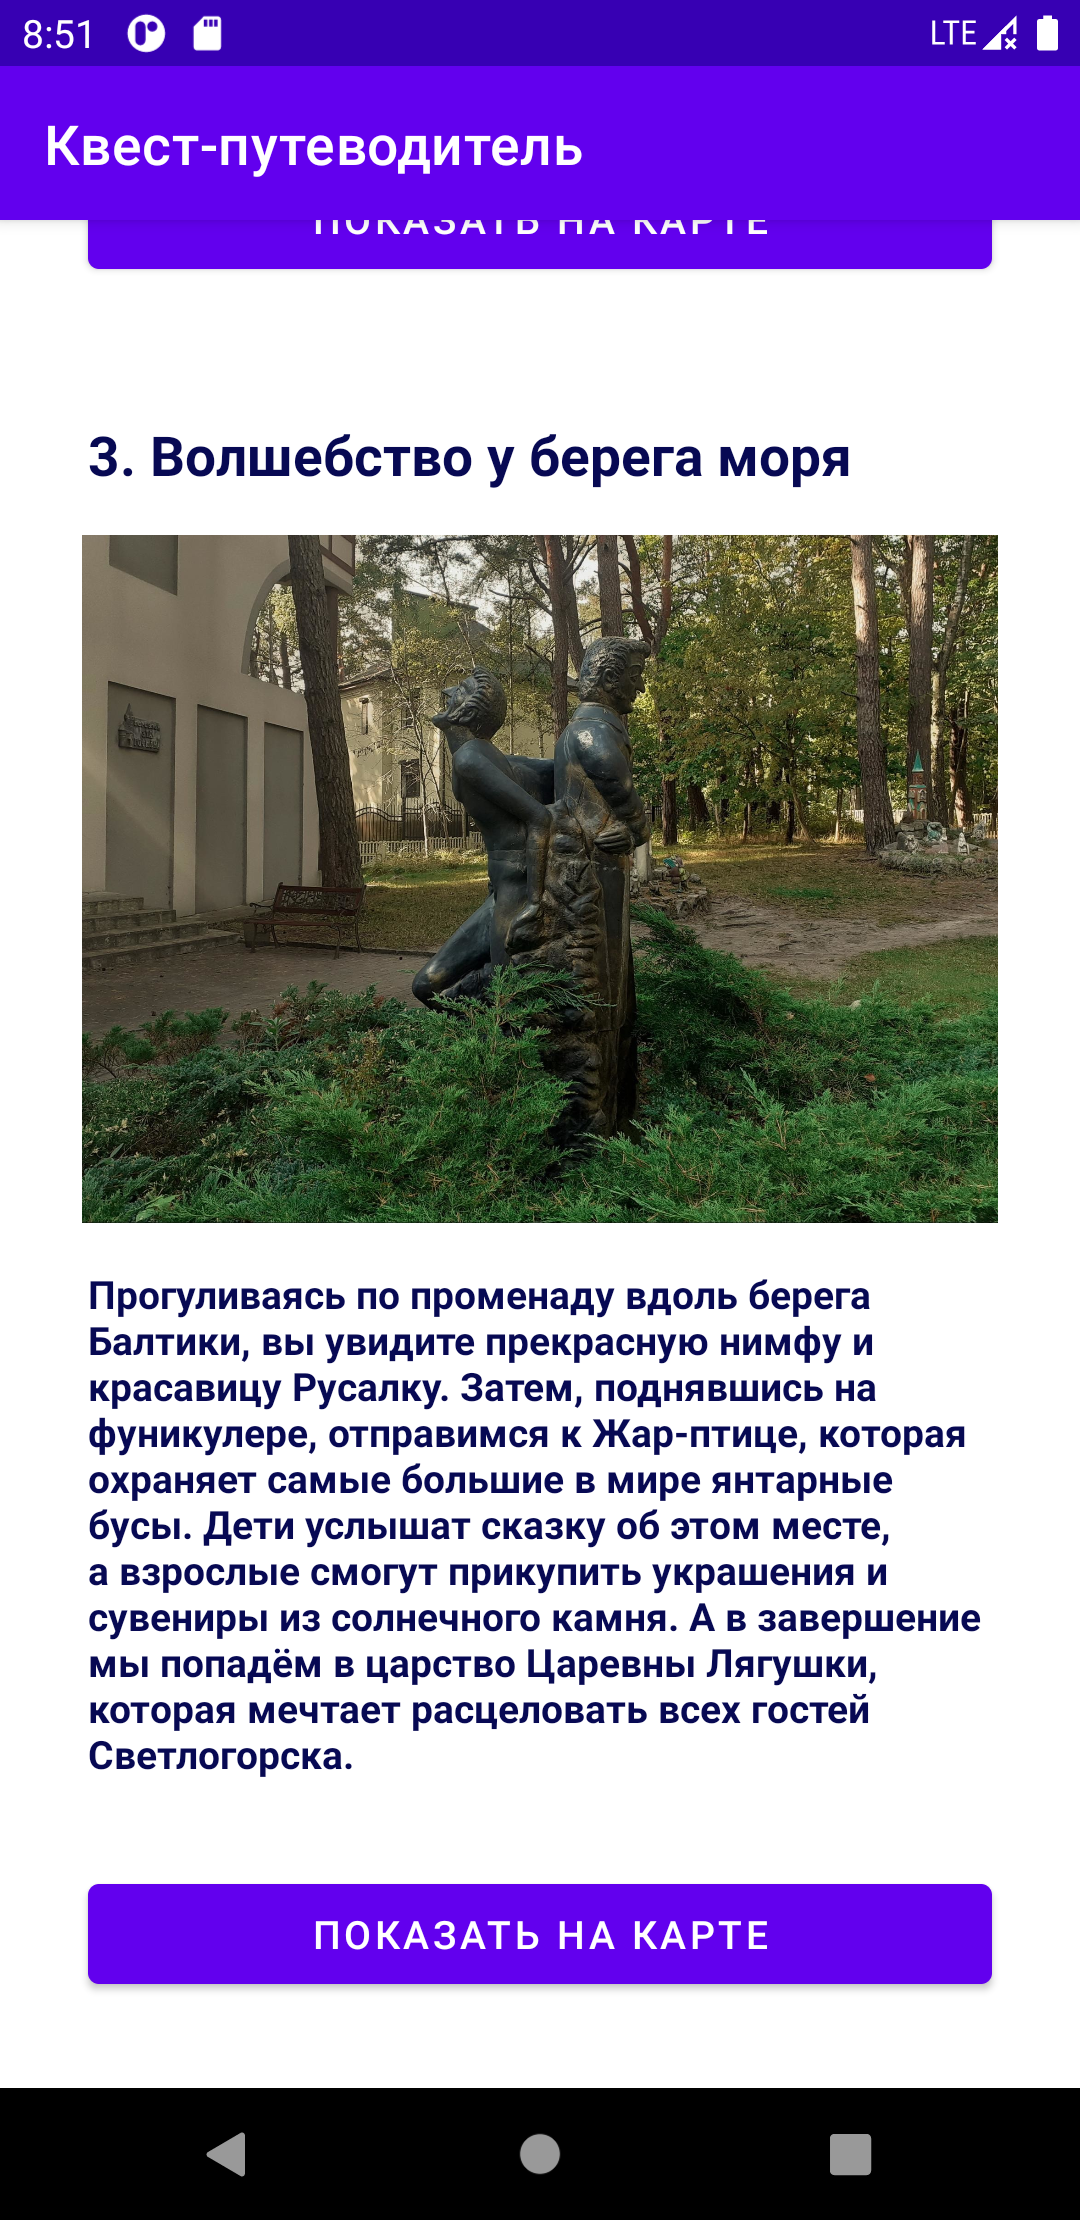 8:51
LTE
Квест-путеводитель
ПОКАЗАТЬ НА КАРТЕ
3. Волшебство у берега моря
Прогуливаясь по променаду вдоль берега
Балтики, вы увидите прекрасную нимфу и
красавицу Русалку. Затем, поднявшись на
фуникулере, отправимся к Жар-птице, которая
охраняет самые большие в мире янтарные
бусы. Дети услышат сказку об этом месте,
а взрослые смогут прикупить украшения и
сувениры из солнечного камня. А в завершение
мы попадём в царство Царевны Лягушки,
которая мечтает расцеловать всех гостей
Светлогорска.
ПОКАЗАТЬ НА КАРТЕ